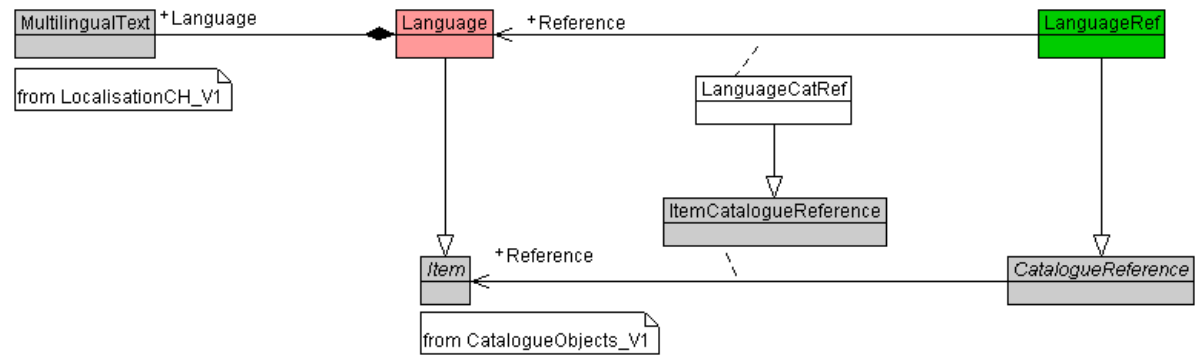 MultilingualText
+Language
Language
+Reference
LanguageRef
from LocalisationCH_V1
LanguageCatRef
ItemCatalogueReference
Item
+Reference
CatalogueReference
from CatalogueObjects_V1